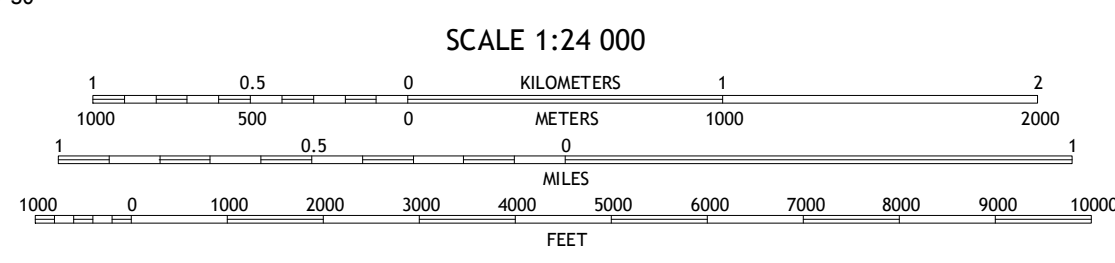 SCALE 1:24 000
1 0.5 0 KILOMETERS 1 2
1000 500 0 METERS 1000 2000
1 0.5 0 1
MILES
1000 0 1000 2000 3000 4000 5000 6000 7000 8000 9000 10000
FEET